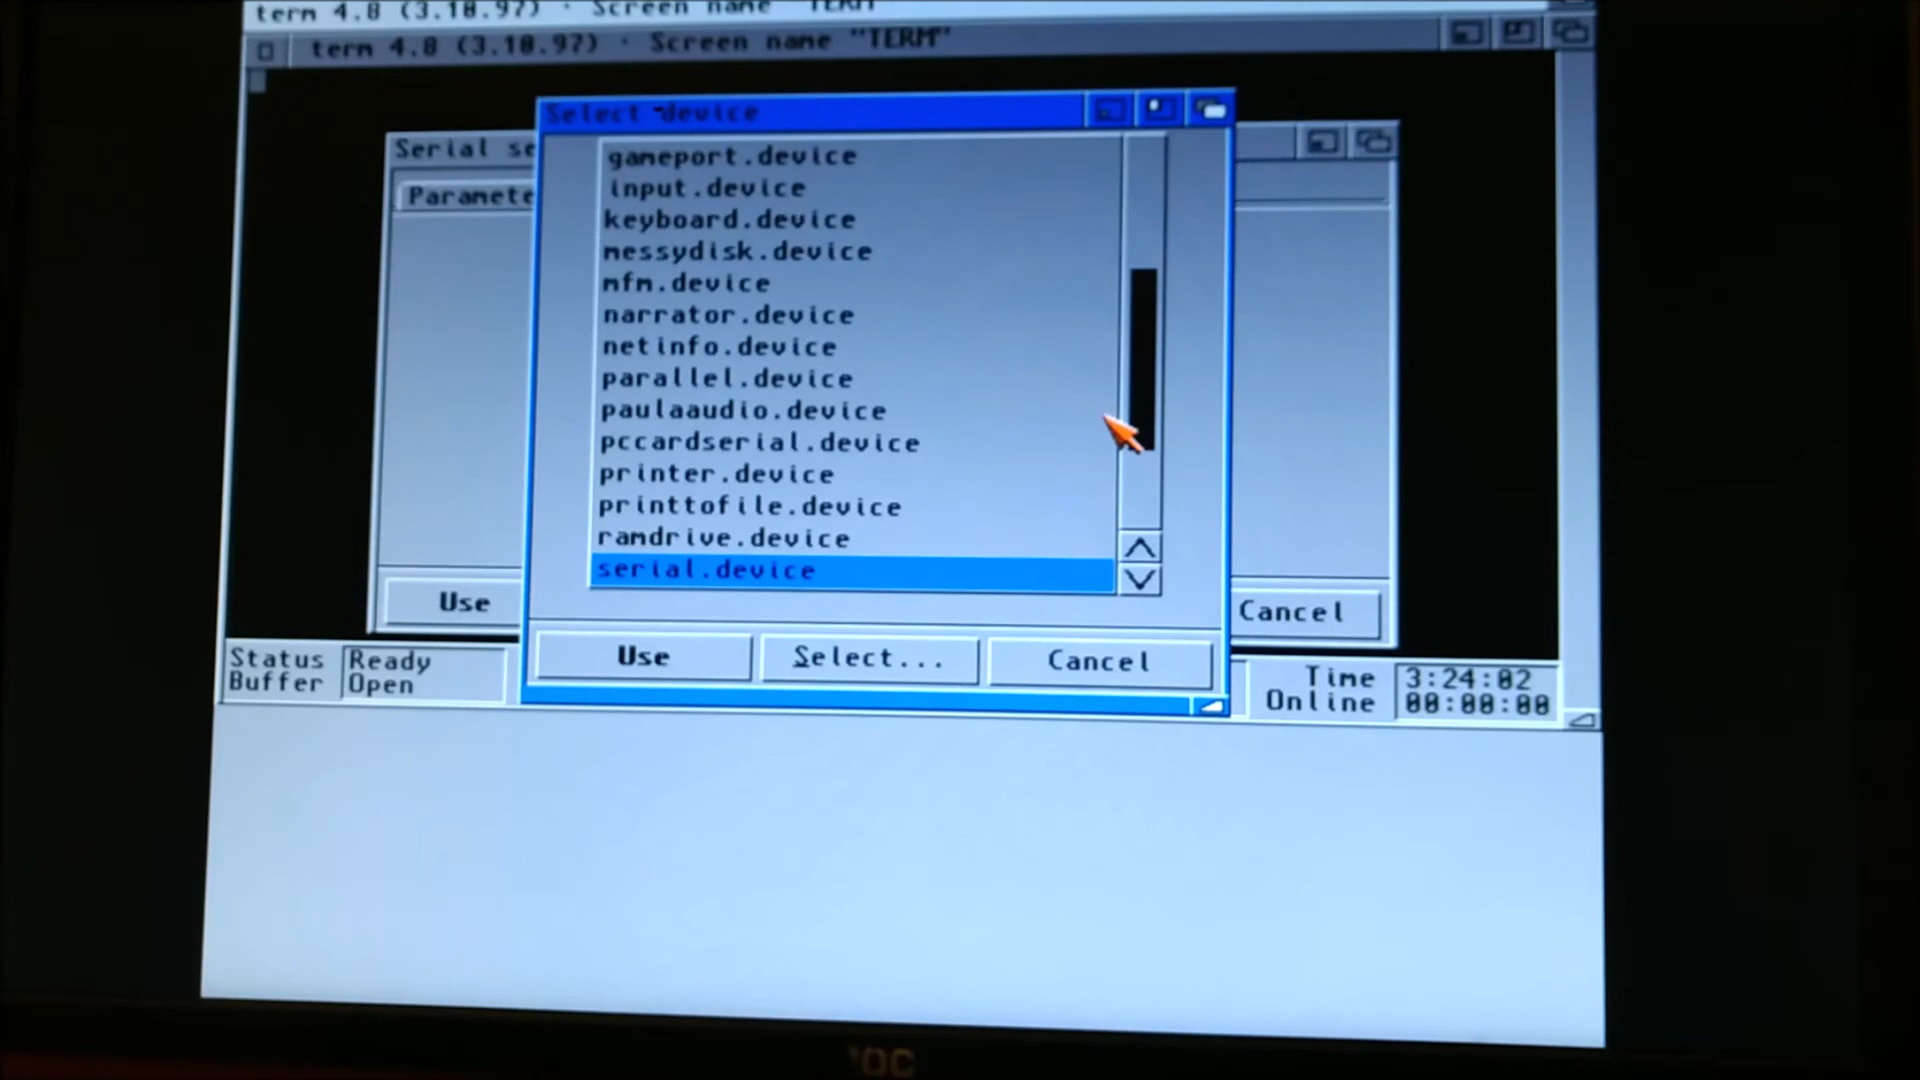 term 4.8 (3.10.97) · Screen name "TERM"
term 4.8 (3.10.97) · Screen name "TERM"
Select device
Serial se
Paramete
gameport.device
input.device
keyboard.device
messydisk.device
mfm.device
narrator.device
netinfo.device
parallel.device
paulaaudio.device
pccardserial.device
printer.device
printtofile.device
ramdrive.device
serial.device
Use
Cancel
Use
Select...
Cancel
Status Ready
Buffer Open
Time 3:24:02
Online 00:00:00